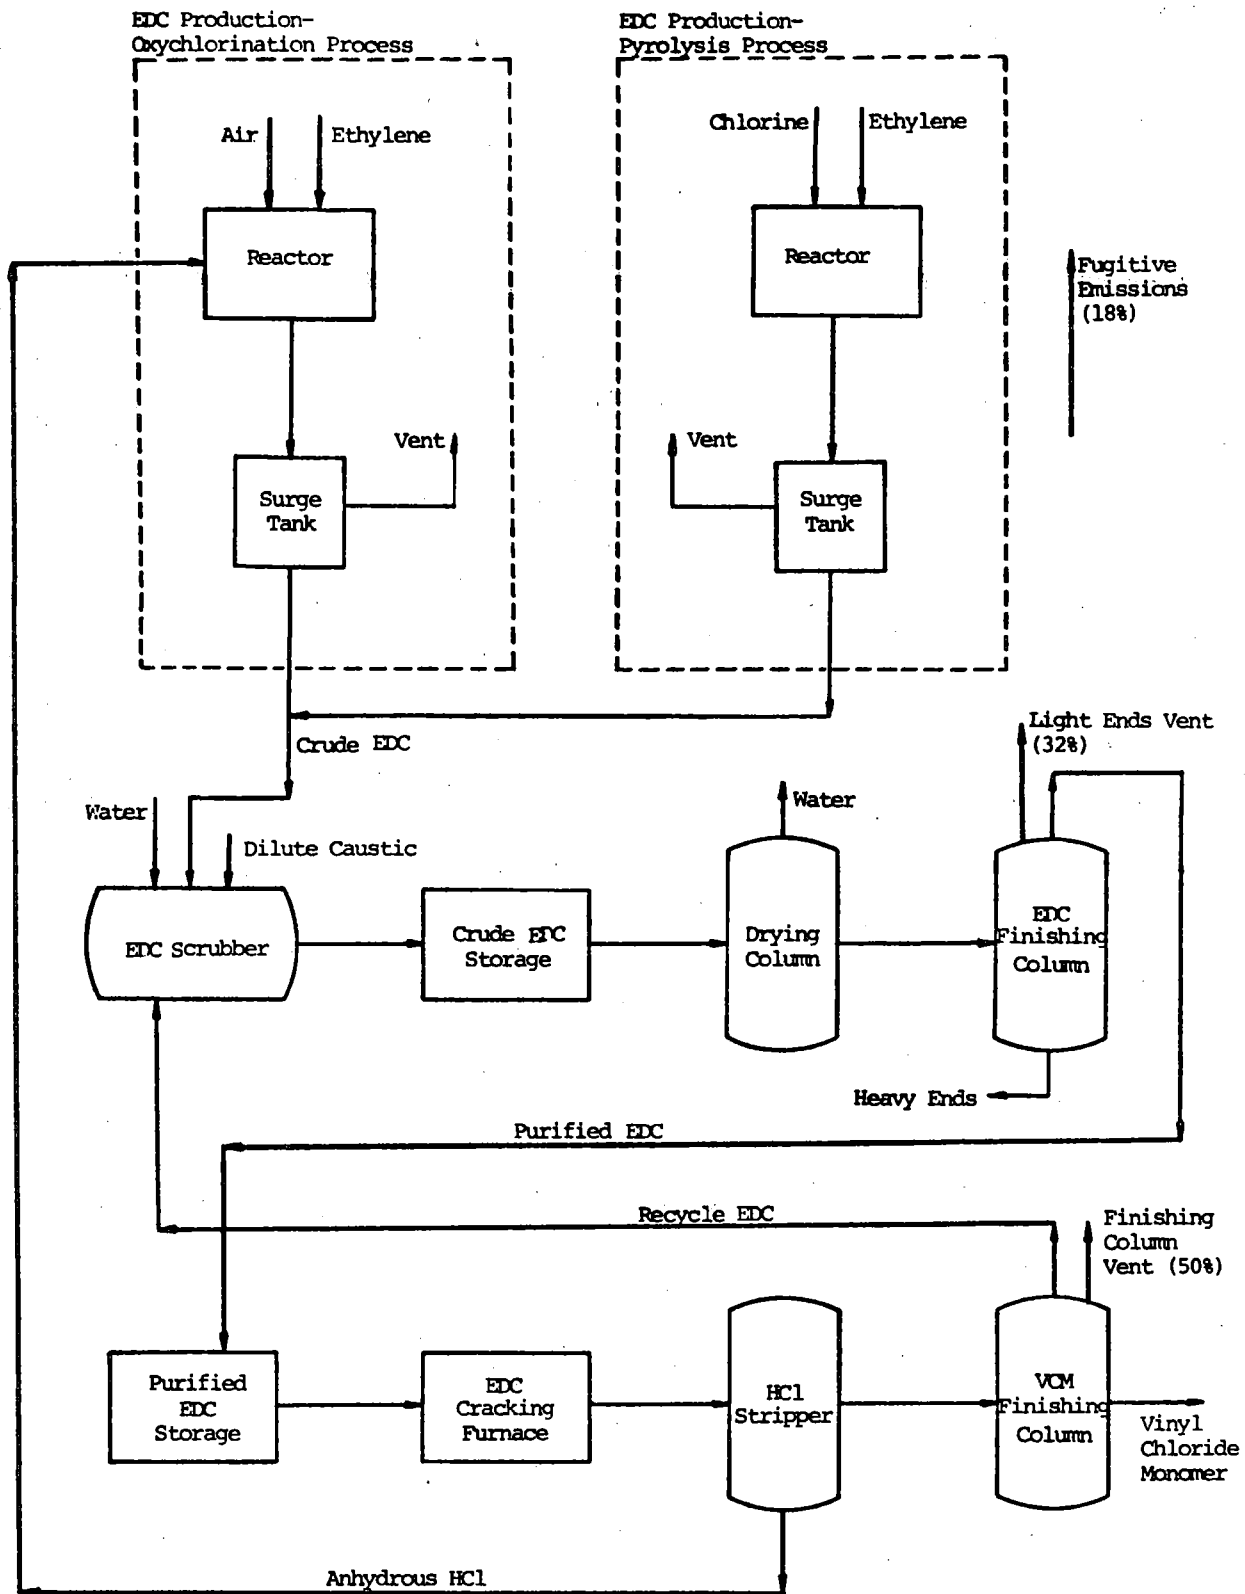 EDC Production-
Oxychlorination Process
EDC Production-
Pyrolysis Process
Air
Ethylene
Chlorine
Ethylene
Reactor
Reactor
Fugitive
Emissions
(18%)
Vent
Vent
Surge
Tank
Surge
Tank
Crude EDC
Light Ends Vent
(32%)
Water
Dilute Caustic
Water
EDC Scrubber
Crude EDC
Storage
Drying
Column
EDC
Finishing
Column
Heavy Ends
Purified EDC
Recycle EDC
Finishing
Column
Vent (50%)
Purified
EDC
Storage
EDC
Cracking
Furnace
HCl
Stripper
VCM
Finishing
Column
Vinyl
Chloride
Monomer
Anhydrous HCl